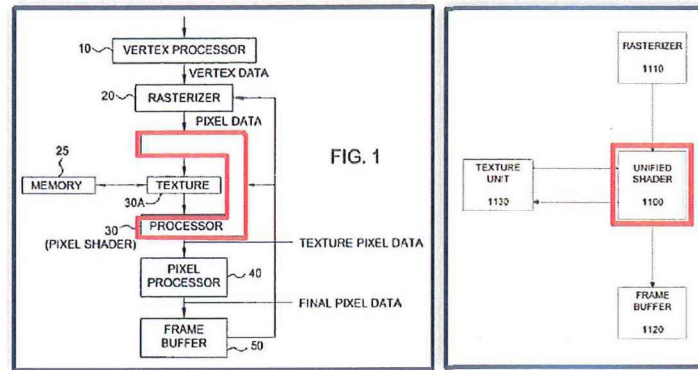 10
VERTEX PROCESSOR
VERTEX DATA
20
RASTERIZER
PIXEL DATA
FIG. 1
25
MEMORY
TEXTURE
30A
30
PROCESSOR
(PIXEL SHADER)
TEXTURE PIXEL DATA
PIXEL
PROCESSOR
40
FINAL PIXEL DATA
FRAME
BUFFER
50
RASTERIZER
1110
TEXTURE
UNIT
1130
UNIFIED
SHADER
1100
FRAME
BUFFER
1120